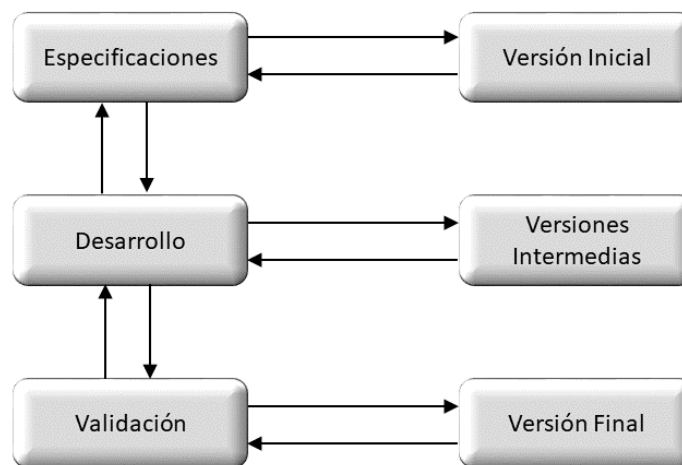 Especificaciones
Versión Inicial
Desarrollo
Versiones
Intermedias
Validación
Versión Final